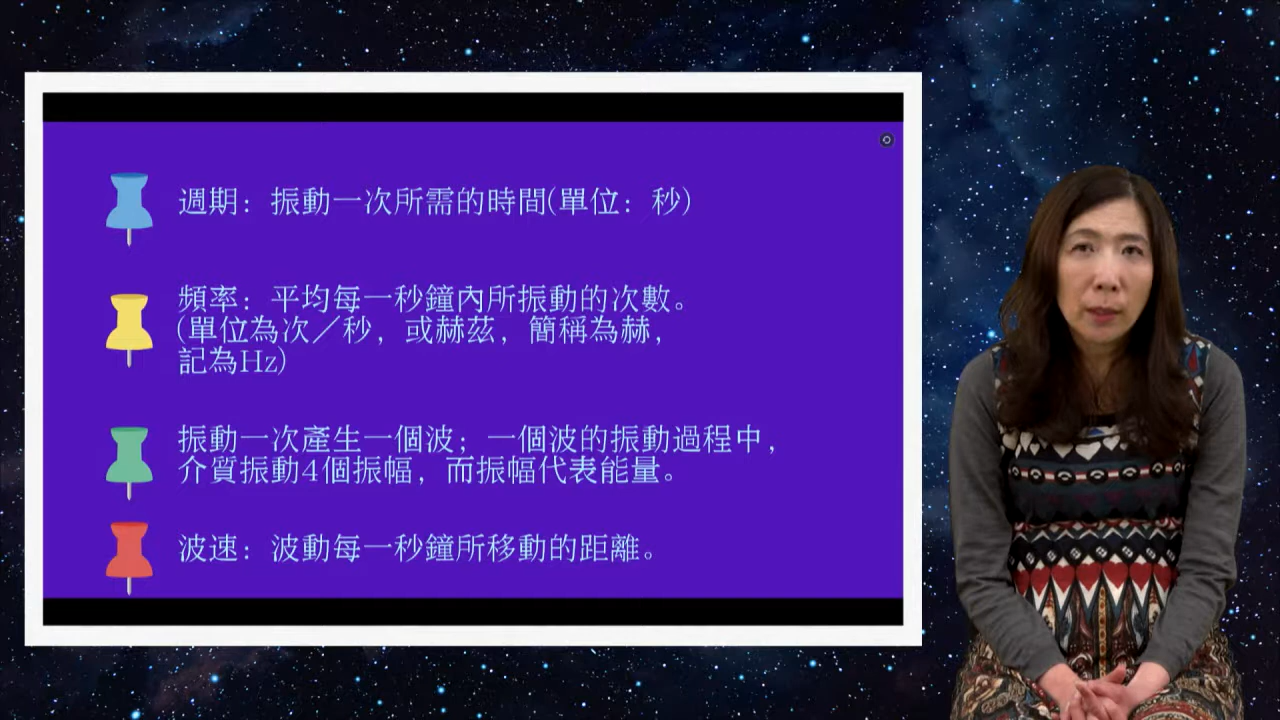 週期：振動一次所需的時間(單位：秒)
頻率：平均每一秒鐘內所振動的次數。
(單位為次／秒，或赫茲，簡稱為赫，
記為Hz)
振動一次產生一個波；一個波的振動過程中，
介質振動4個振幅，而振幅代表能量。
波速：波動每一秒鐘所移動的距離。